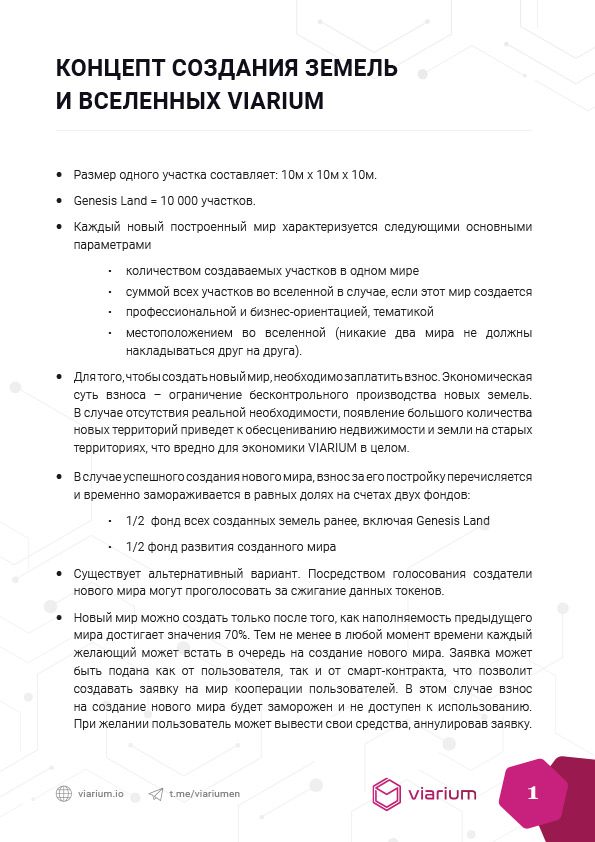 КОНЦЕПТ СОЗДАНИЯ ЗЕМЕЛЬ
И ВСЕЛЕННЫХ VIARIUM
• Размер одного участка составляет: 10м х 10м х 10м.
• Genesis Land = 10 000 участков.
• Каждый новый построенный мир характеризуется следующими основными
параметрами
• количеством создаваемых участков в одном мире
• суммой всех участков во вселенной в случае, если этот мир создается
• профессиональной и бизнес-ориентацией, тематикой
• местоположением во вселенной (никакие два мира не должны
накладываться друг на друга).
• Для того, чтобы создать новый мир, необходимо заплатить взнос. Экономическая
суть взноса – ограничение бесконтрольного производства новых земель.
В случае отсутствия реальной необходимости, появление большого количества
новых территорий приведет к обесцениванию недвижимости и земли на старых
территориях, что вредно для экономики VIARIUM в целом.
• В случае успешного создания нового мира, взнос за его постройку перечисляется
и временно замораживается в равных долях на счетах двух фондов:
• 1/2 фонд всех созданных земель ранее, включая Genesis Land
• 1/2 фонд развития созданного мира
• Существует альтернативный вариант. Посредством голосования создатели
нового мира могут проголосовать за сжигание данных токенов.
• Новый мир можно создать только после того, как наполняемость предыдущего
мира достигает значения 70%. Тем не менее в любой момент времени каждый
желающий может встать в очередь на создание нового мира. Заявка может
быть подана как от пользователя, так и от смарт-контракта, что позволит
создавать заявку на мир кооперации пользователей. В этом случае взнос
на создание нового мира будет заморожен и не доступен к использованию.
При желании пользователь может вывести свои средства, аннулировав заявку.
viarium.io t.me/viariumen viarium 1